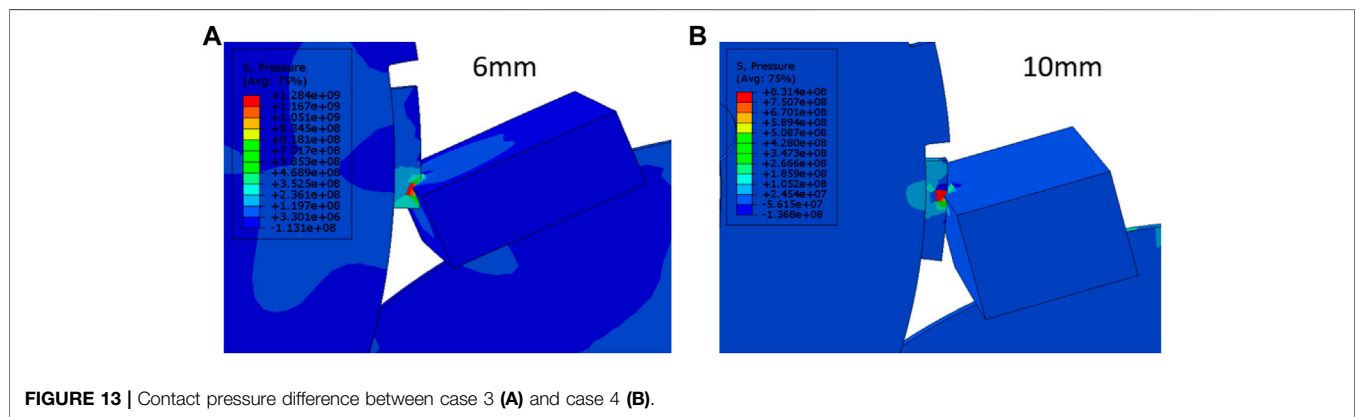 A
6mm
S, Pressure
(Avg: 75%)
+1.284e+09
+1.167e+09
+1.051e+09
+9.345e+08
+8.181e+08
+7.017e+08
+5.853e+08
+4.689e+08
+3.525e+08
+2.361e+08
+1.197e+08
+3.301e+06
-1.131e+08
B
10mm
S, Pressure
(Avg: 75%)
+8.314e+08
+7.507e+08
+6.701e+08
+5.894e+08
+5.087e+08
+4.280e+08
+3.473e+08
+2.666e+08
+1.859e+08
+1.052e+08
+2.454e+07
-5.615e+07
-1.368e+08
FIGURE 13 | Contact pressure difference between case 3 (A) and case 4 (B).